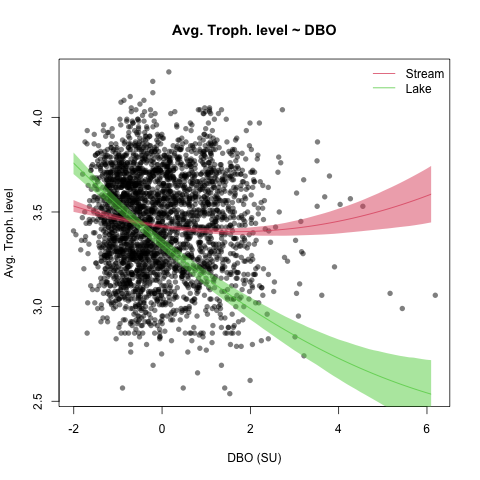 Avg. Troph. level ~ DBO
Stream
Lake
Avg. Troph. level
4.0
3.5
3.0
2.5
-2
0
2
4
6
DBO (SU)